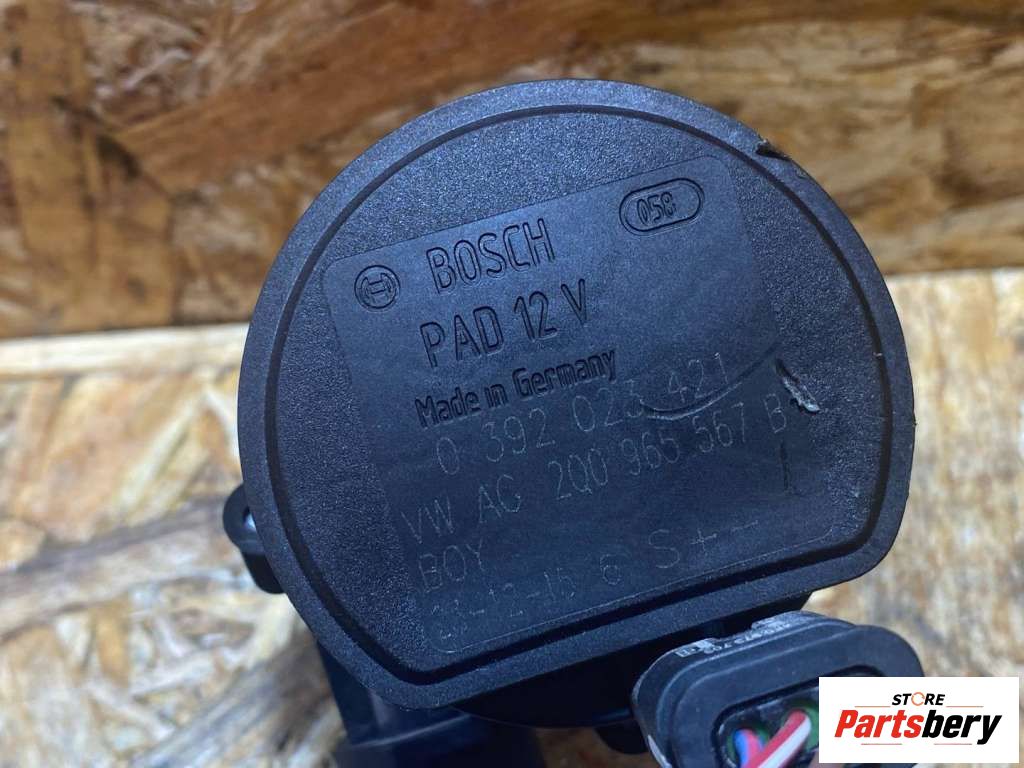 058
BOSCH
PAD 12 V
Made in Germany
0 392 023 421
VW AG 2Q0 965 567 B
BOY
S + -
STORE
Partsbery